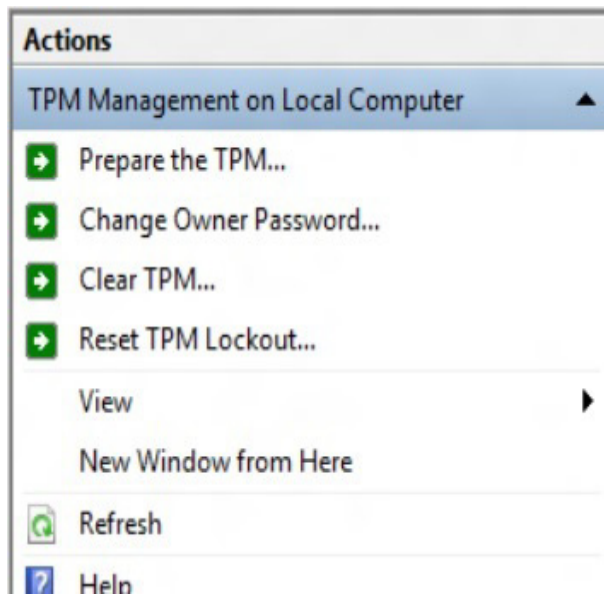 Actions
TPM Management on Local Computer
Prepare the TPM...
Change Owner Password...
Clear TPM...
Reset TPM Lockout...
View
New Window from Here
Refresh
Help